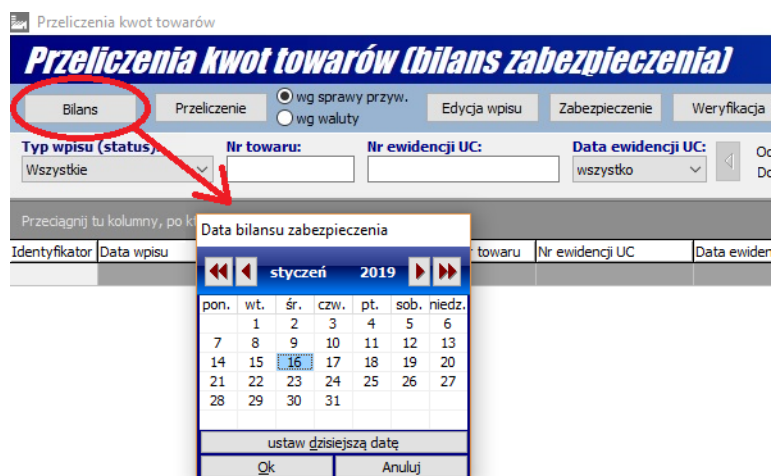 Przeliczenia kwot towarów
Przeliczenia kwot towarów (bilans zabezpieczenia)
Bilans Przeliczenie wg sprawy przyw. Edycja wpisu Zabezpieczenie Weryfikacja
wg waluty
Typ wpisu (status): Nr towaru: Nr ewidencji UC: Data ewidencji UC:
Wszystkie wszystko
Przeciągnij tu kolumny, po
Identyfikator Data wpisu towaru Nr ewidencji UC Data
Data bilansu zabezpieczenia
styczeń 2019
pon. wt. śr. czw. pt. sob. niedz.
1 2 3 4 5 6
7 8 9 10 11 12 13
14 15 16 17 18 19 20
21 22 23 24 25 26 27
28 29 30 31
ustaw dzisiejszą datę
Ok Anuluj